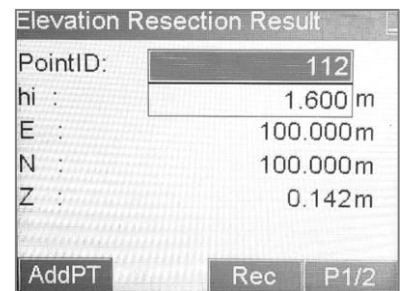 Elevation Resection Result
PointID: 112
hi : 1.600 m
E : 100.000m
N : 100.000m
Z : 0.142m
AddPT Rec P1/2